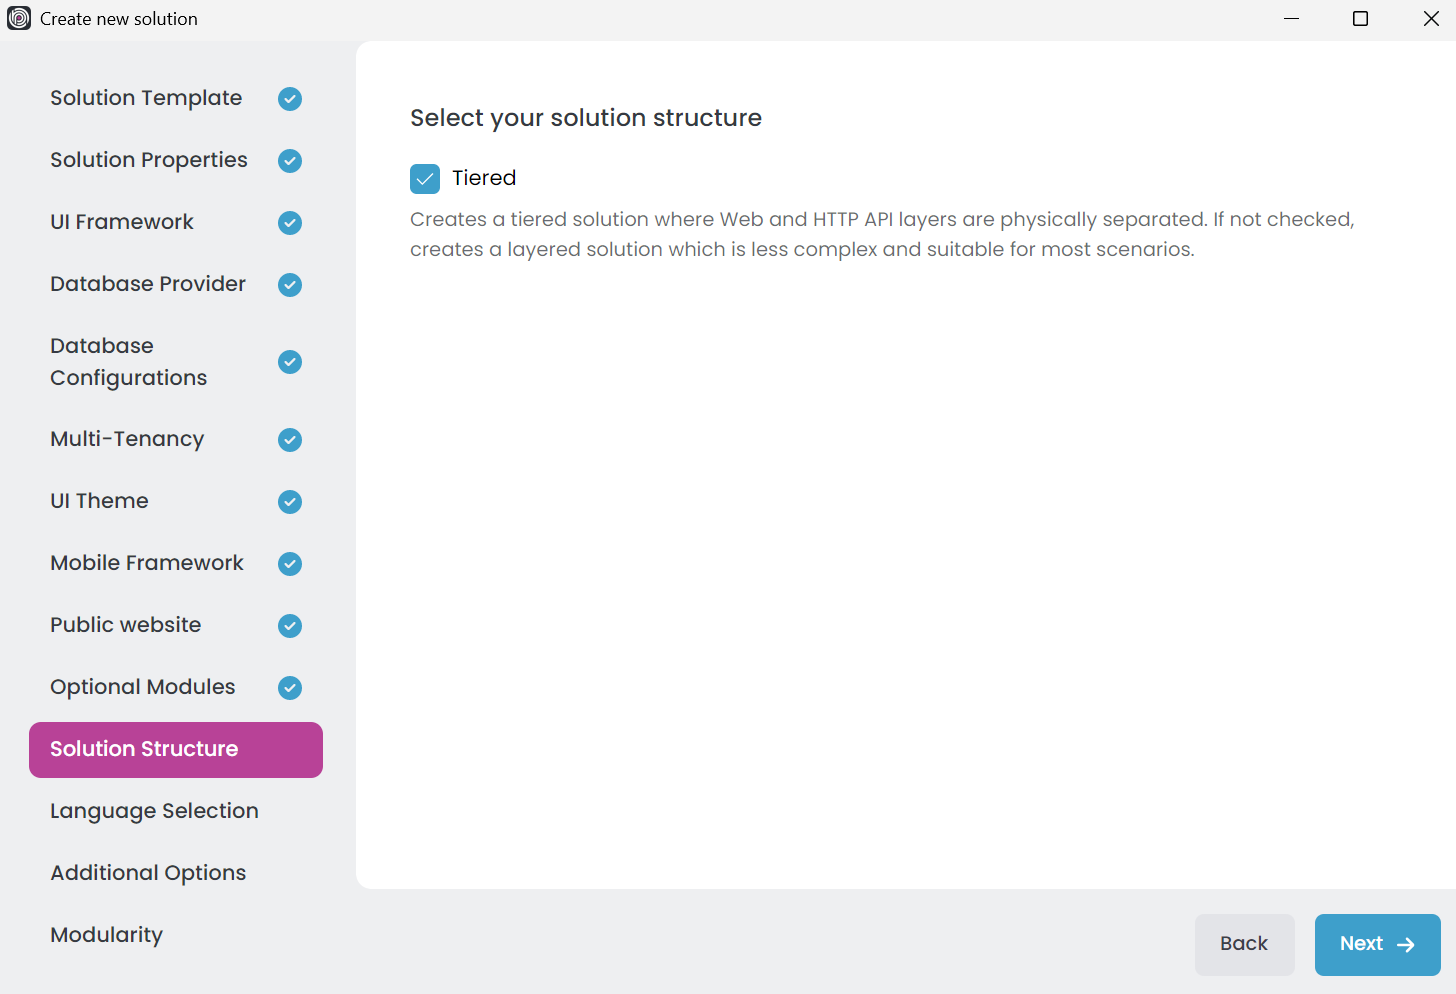 Create new solution
Solution Template
Solution Properties
UI Framework
Database Provider
Database
Configurations
Multi-Tenancy
UI Theme
Mobile Framework
Public website
Optional Modules
Solution Structure
Language Selection
Additional Options
Modularity
Select your solution structure
Tiered
Creates a tiered solution where Web and HTTP API layers are physically separated. If not checked,
creates a layered solution which is less complex and suitable for most scenarios.
Back
Next